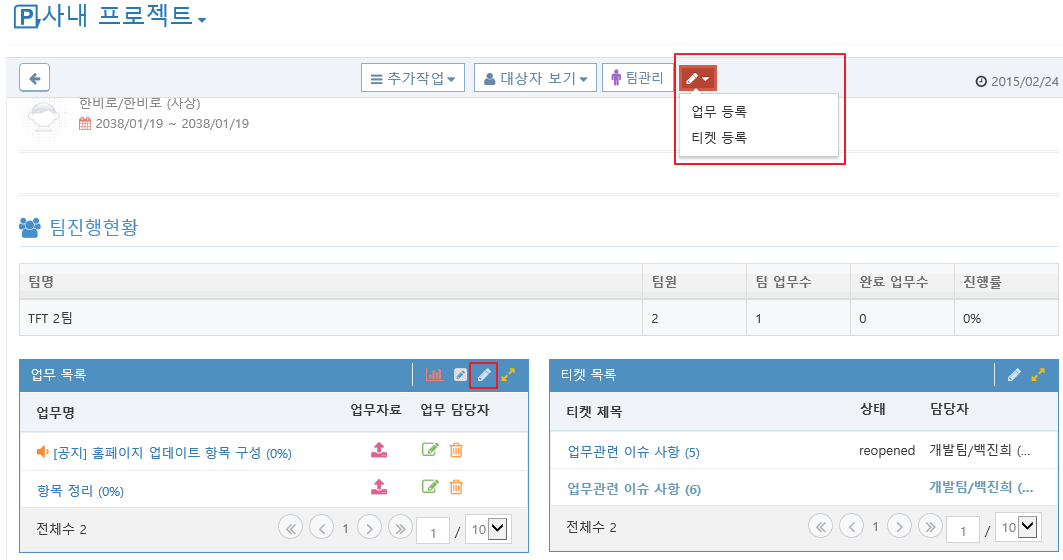 사내 프로젝트
추가작업 대상자 보기 팀관리 2015/02/24
업무 등록
티켓 등록
한비로/한비로 (사장)
2038/01/19 ~ 2038/01/19
팀진행현황
팀명 팀원 팀 업무수 완료 업무수 진행률
TFT 2팀 2 1 0 0%
업무 목록
업무명 업무자료 업무 담당자
[공지] 홈페이지 업데이트 항목 구성 (0%)
항목 정리 (0%)
전체수 2 1 1 / 10
티켓 목록
티켓 제목 상태 담당자
업무관련 이슈 사항 (5) reopened 개발팀/백진희 (...
업무관련 이슈 사항 (6) 개발팀/백진희 (...
전체수 2 1 1 / 10